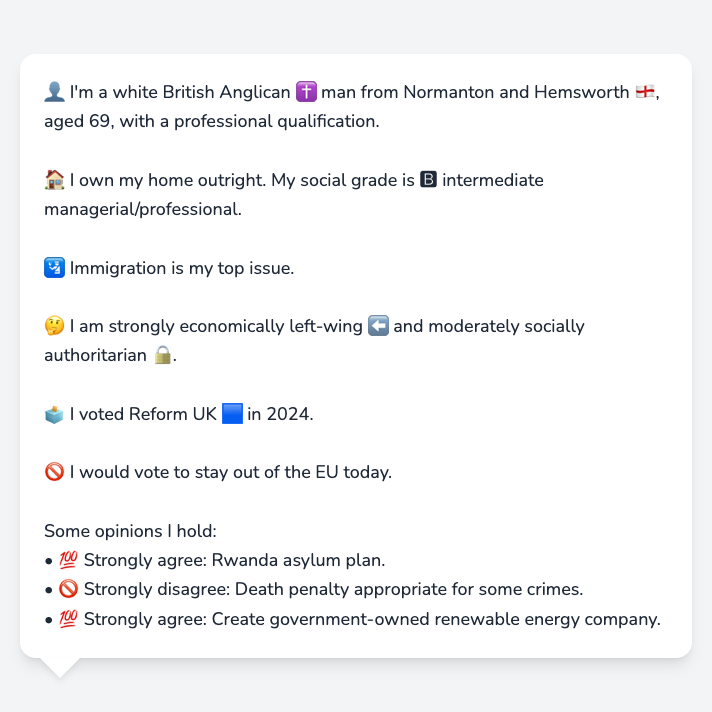 👤 I'm a white British Anglican ✝️ man from Normanton and Hemsworth 🏴󠁧󠁢󠁥󠁮󠁧󠁿,
aged 69, with a professional qualification.
🏠 I own my home outright. My social grade is 🅱 intermediate
managerial/professional.
🛂 Immigration is my top issue.
🤔 I am strongly economically left-wing ⬅️ and moderately socially
authoritarian 🔒.
🗳️ I voted Reform UK 🟦 in 2024.
🚫 I would vote to stay out of the EU today.
Some opinions I hold:
• 💯 Strongly agree: Rwanda asylum plan.
• 🚫 Strongly disagree: Death penalty appropriate for some crimes.
• 💯 Strongly agree: Create government-owned renewable energy company.